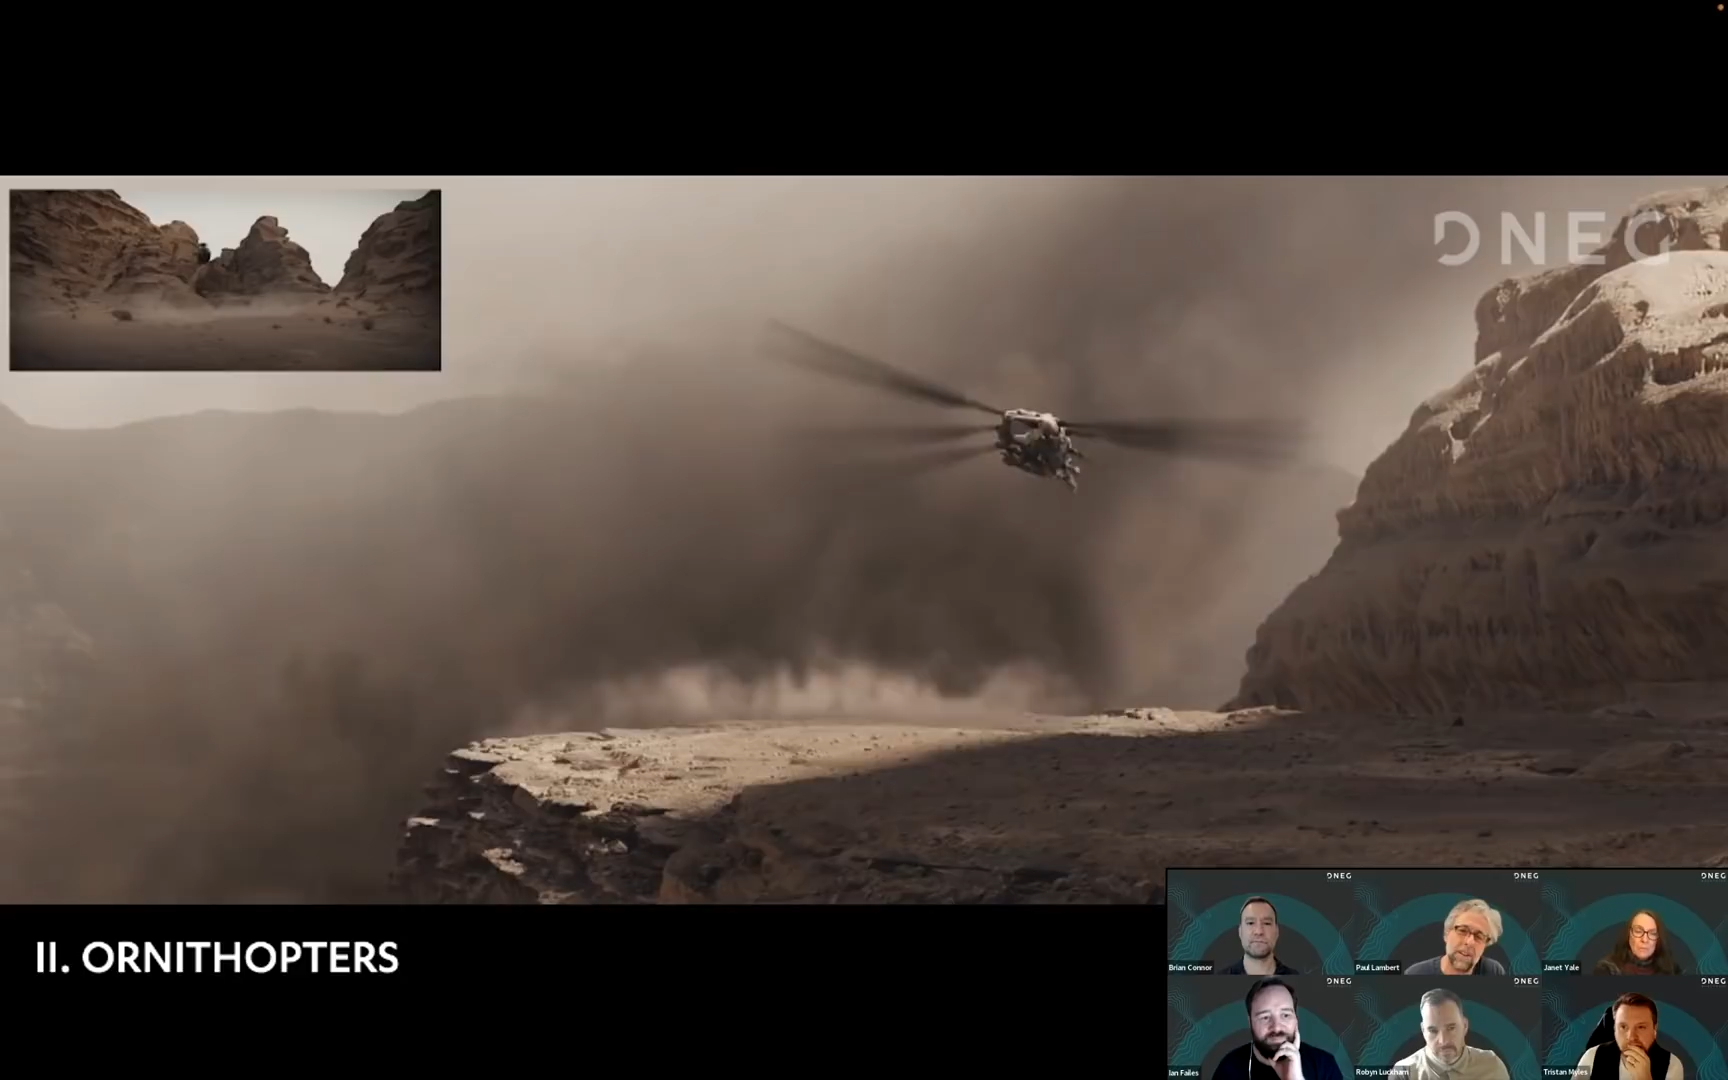 DNEG
II. ORNITHOPTERS
DNEG
DNEG
DNEG
Brian Connor
Paul Lambert
Janet Yale
DNEG
DNEG
DNEG
Ian Failes
Robyn Luckham
Tristan Myles